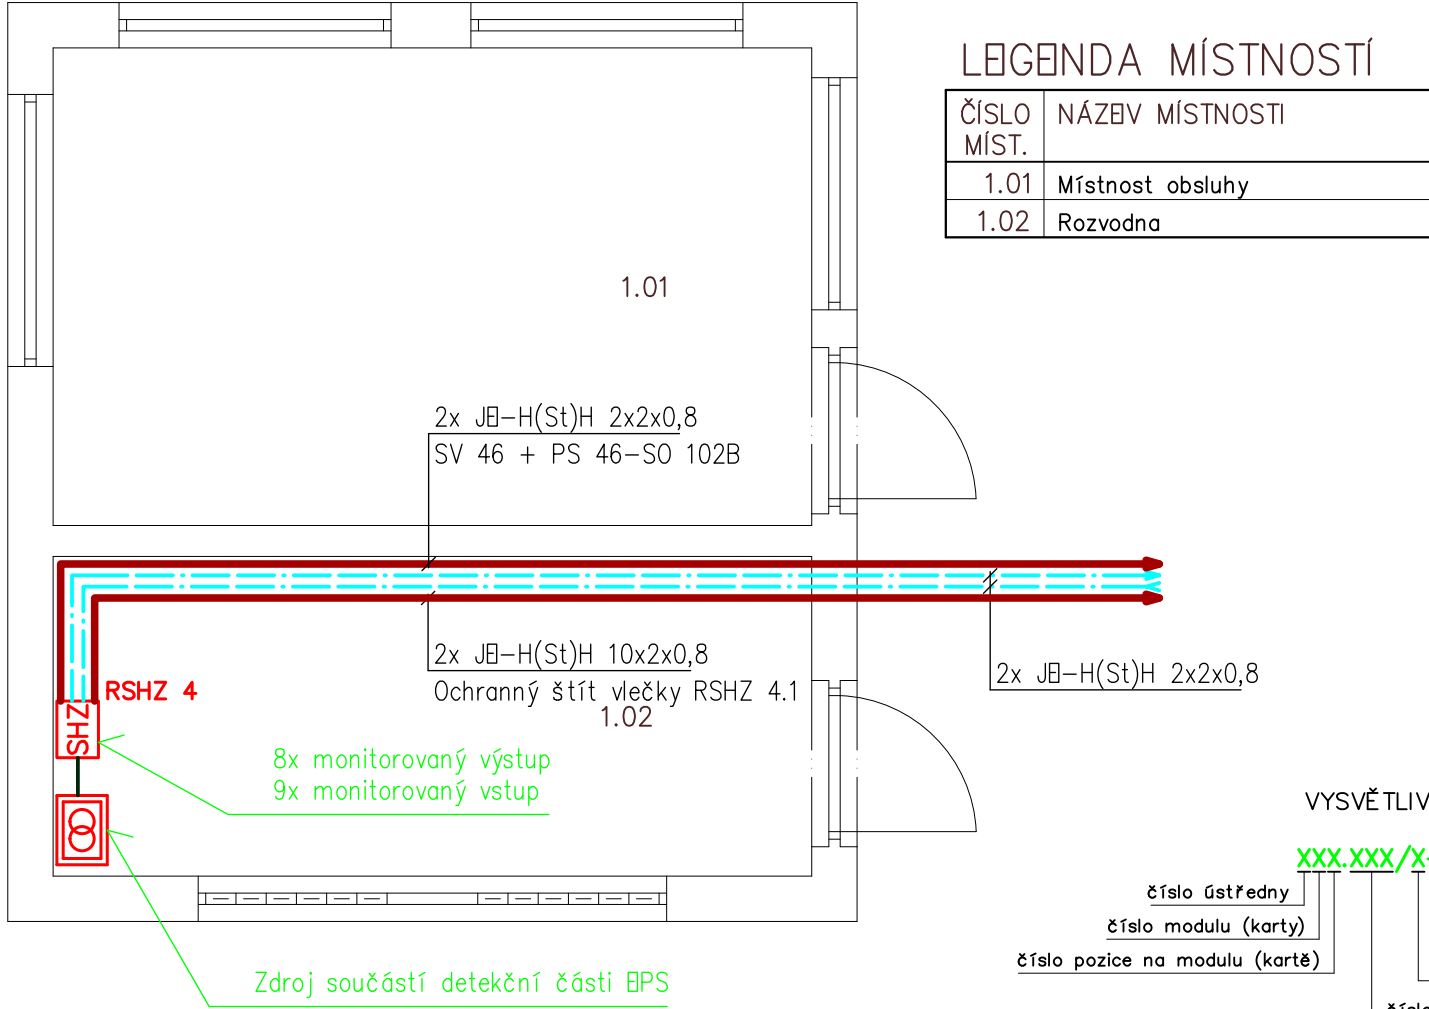 LEGENDA MÍSTNOSTÍ
ČÍSLO MÍST.
NÁZEV MÍSTNOSTI
1.01 Místnost obsluhy
1.02 Rozvodna
1.01
2x JE-H(St)H 2x2x0,8
SV 46 + PS 46-SO 102B
2x JE-H(St)H 10x2x0,8
Ochranný štít vlečky RSHZ 4.1
2x JE-H(St)H 2x2x0,8
RSHZ 4
SHZ
1.02
8x monitorovaný výstup
9x monitorovaný vstup
Zdroj součástí detekční části EPS
VYSVĚTLIV
XXX.XXX/X
číslo ústředny
číslo modulu (karty)
číslo pozice na modulu (kartě)